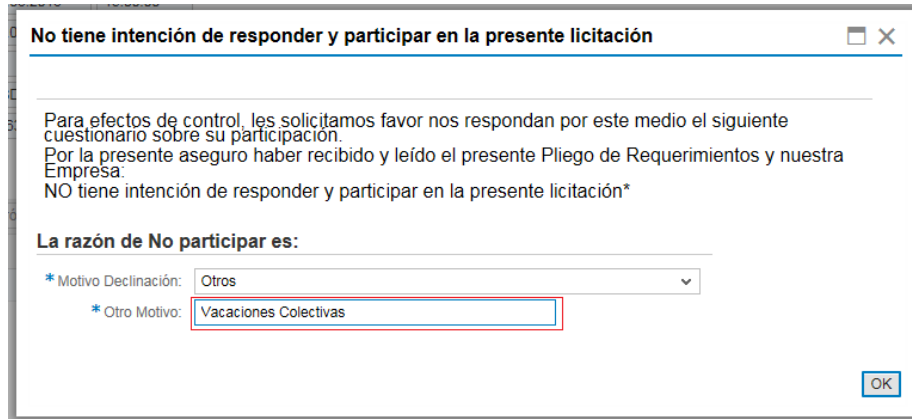 No tiene intención de responder y participar en la presente licitación
Para efectos de control, les solicitamos favor nos respondan por este medio el siguiente
cuestionario sobre su participación.
Por la presente aseguro haber recibido y leído el presente Pliego de Requerimientos y nuestra
Empresa:
NO tiene intención de responder y participar en la presente licitación*
La razón de No participar es:
* Motivo Declinación: Otros
* Otro Motivo: Vacaciones Colectivas
OK